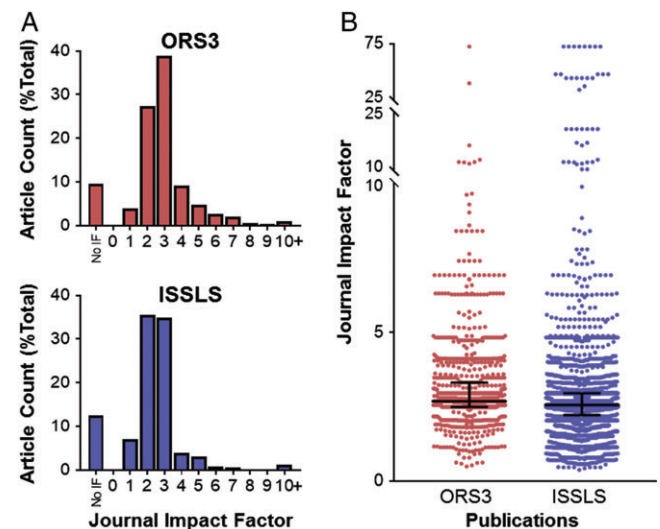 A
ORS3
Article Count (%Total)
40
30
20
10
0
No IF
0 1 2 3 4 5 6 7 8 9 10+
ISSLS
Article Count (%Total)
40
30
20
10
0
No IF
0 1 2 3 4 5 6 7 8 9 10+
Journal Impact Factor
B
Journal Impact Factor
75
25
25
10
10
5
0
ORS3 ISSLS
Publications